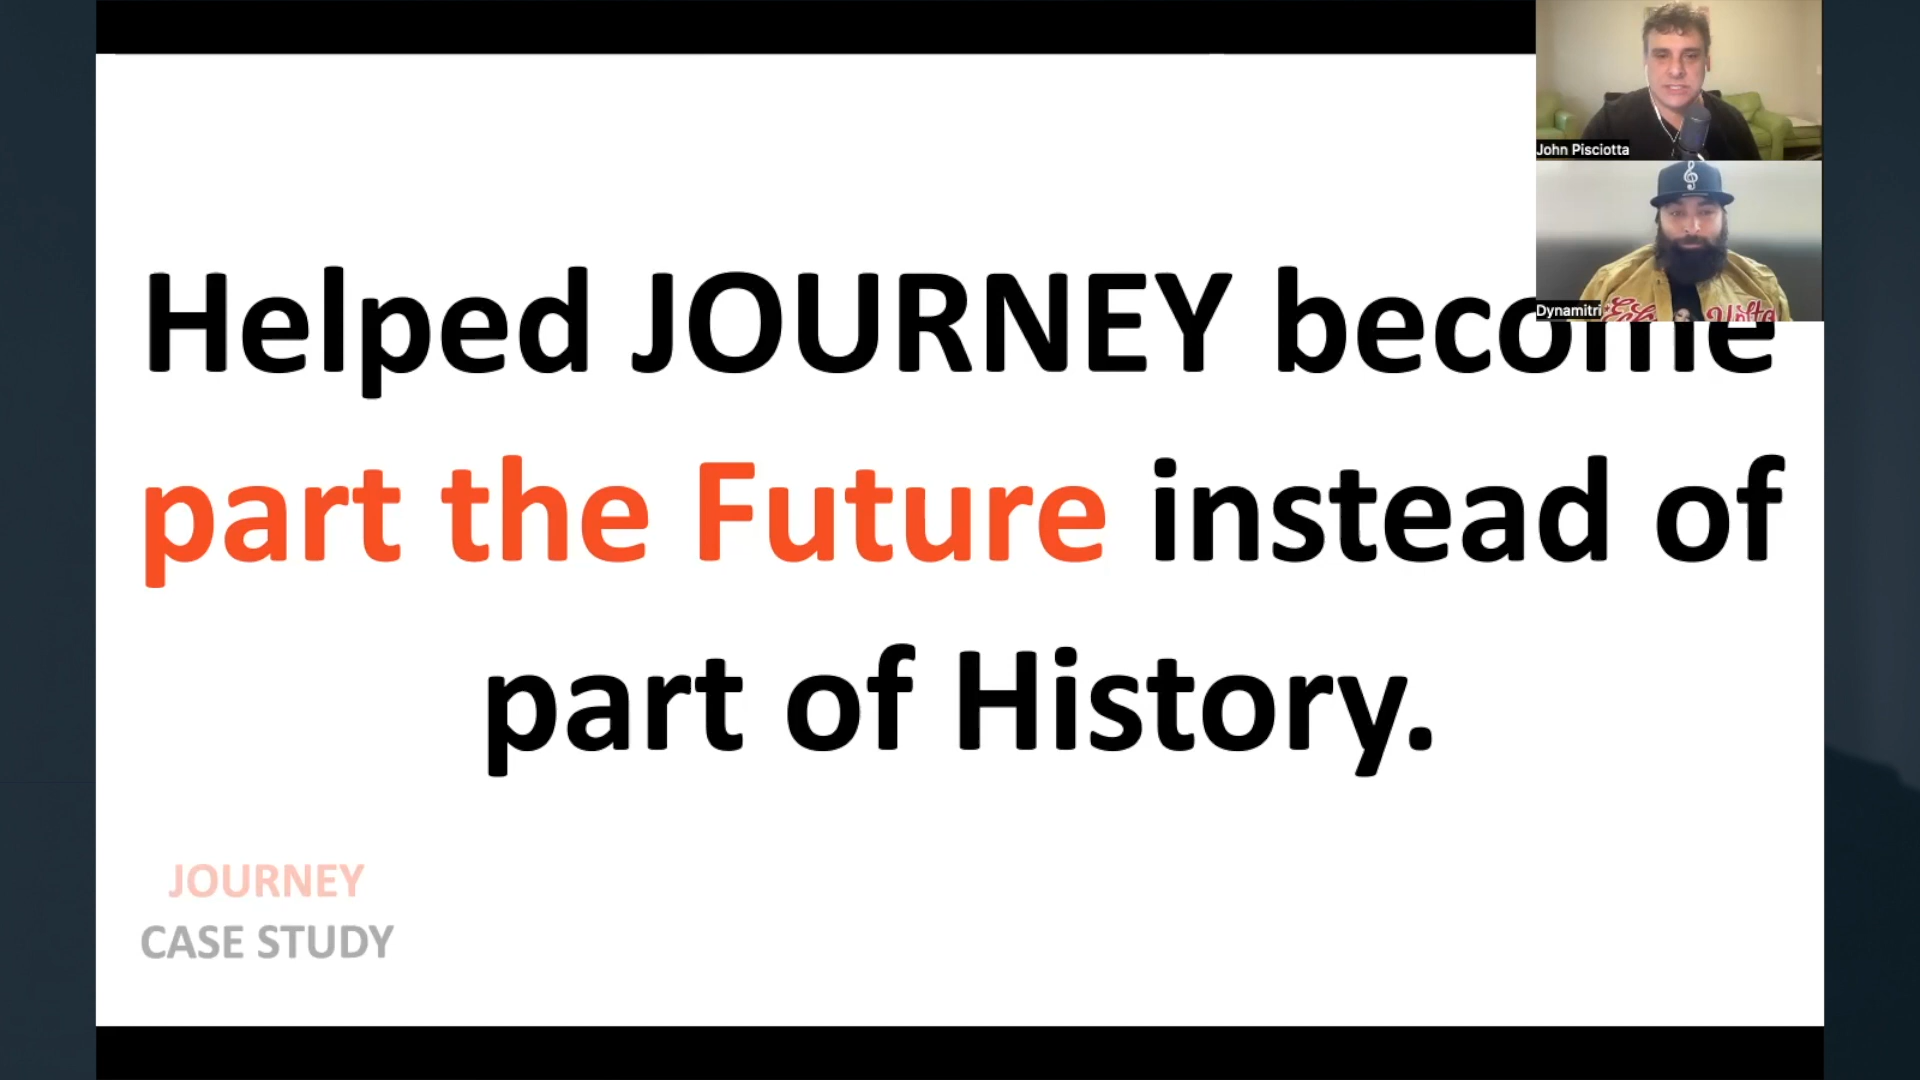 John Pisciotta
Dynamitri
Helped JOURNEY become
part the Future instead of
part of History.
JOURNEY
CASE STUDY